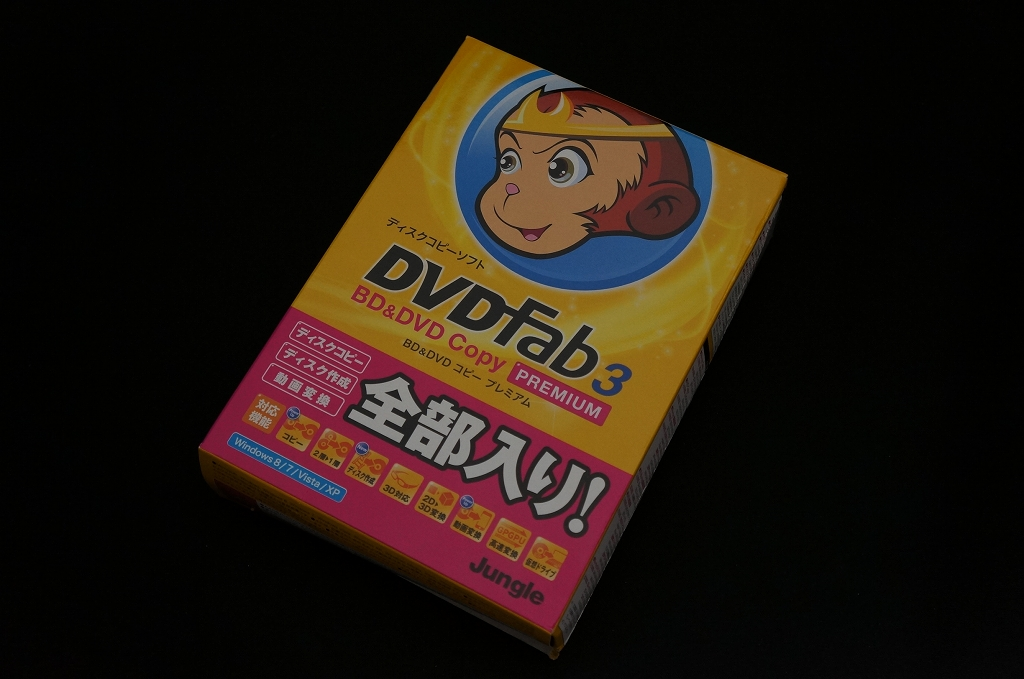 ディスクコピーソフト
DVDFab3
BD&DVD Copy PREMIUM
BD&DVD コピー プレミアム
ディスクコピー
ディスク作成
動画変換
全部入り!
対応機能
コピー
2層▶1層
ディスク作成
3D対応
2D▶3D変換
動画変換
GPGPU
高速変換
仮想ドライブ
Windows 8/7/Vista/XP
Jungle